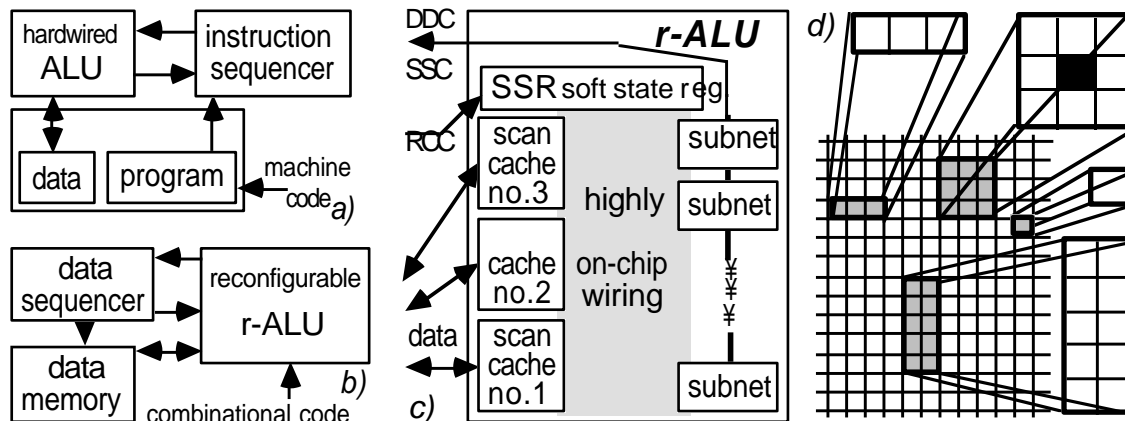 hardwired
ALU
instruction
sequencer
data
program
machine
code
a)
data
sequencer
reconfigurable
r-ALU
data
memory
b)
combinational code
DDC
SSC
RCC
r-ALU
SSR soft state reg.
scan
cache
no.3
cache
no.2
data
scan
cache
no.1
c)
highly
on-chip
wiring
subnet
subnet
¥
¥
¥
subnet
d)